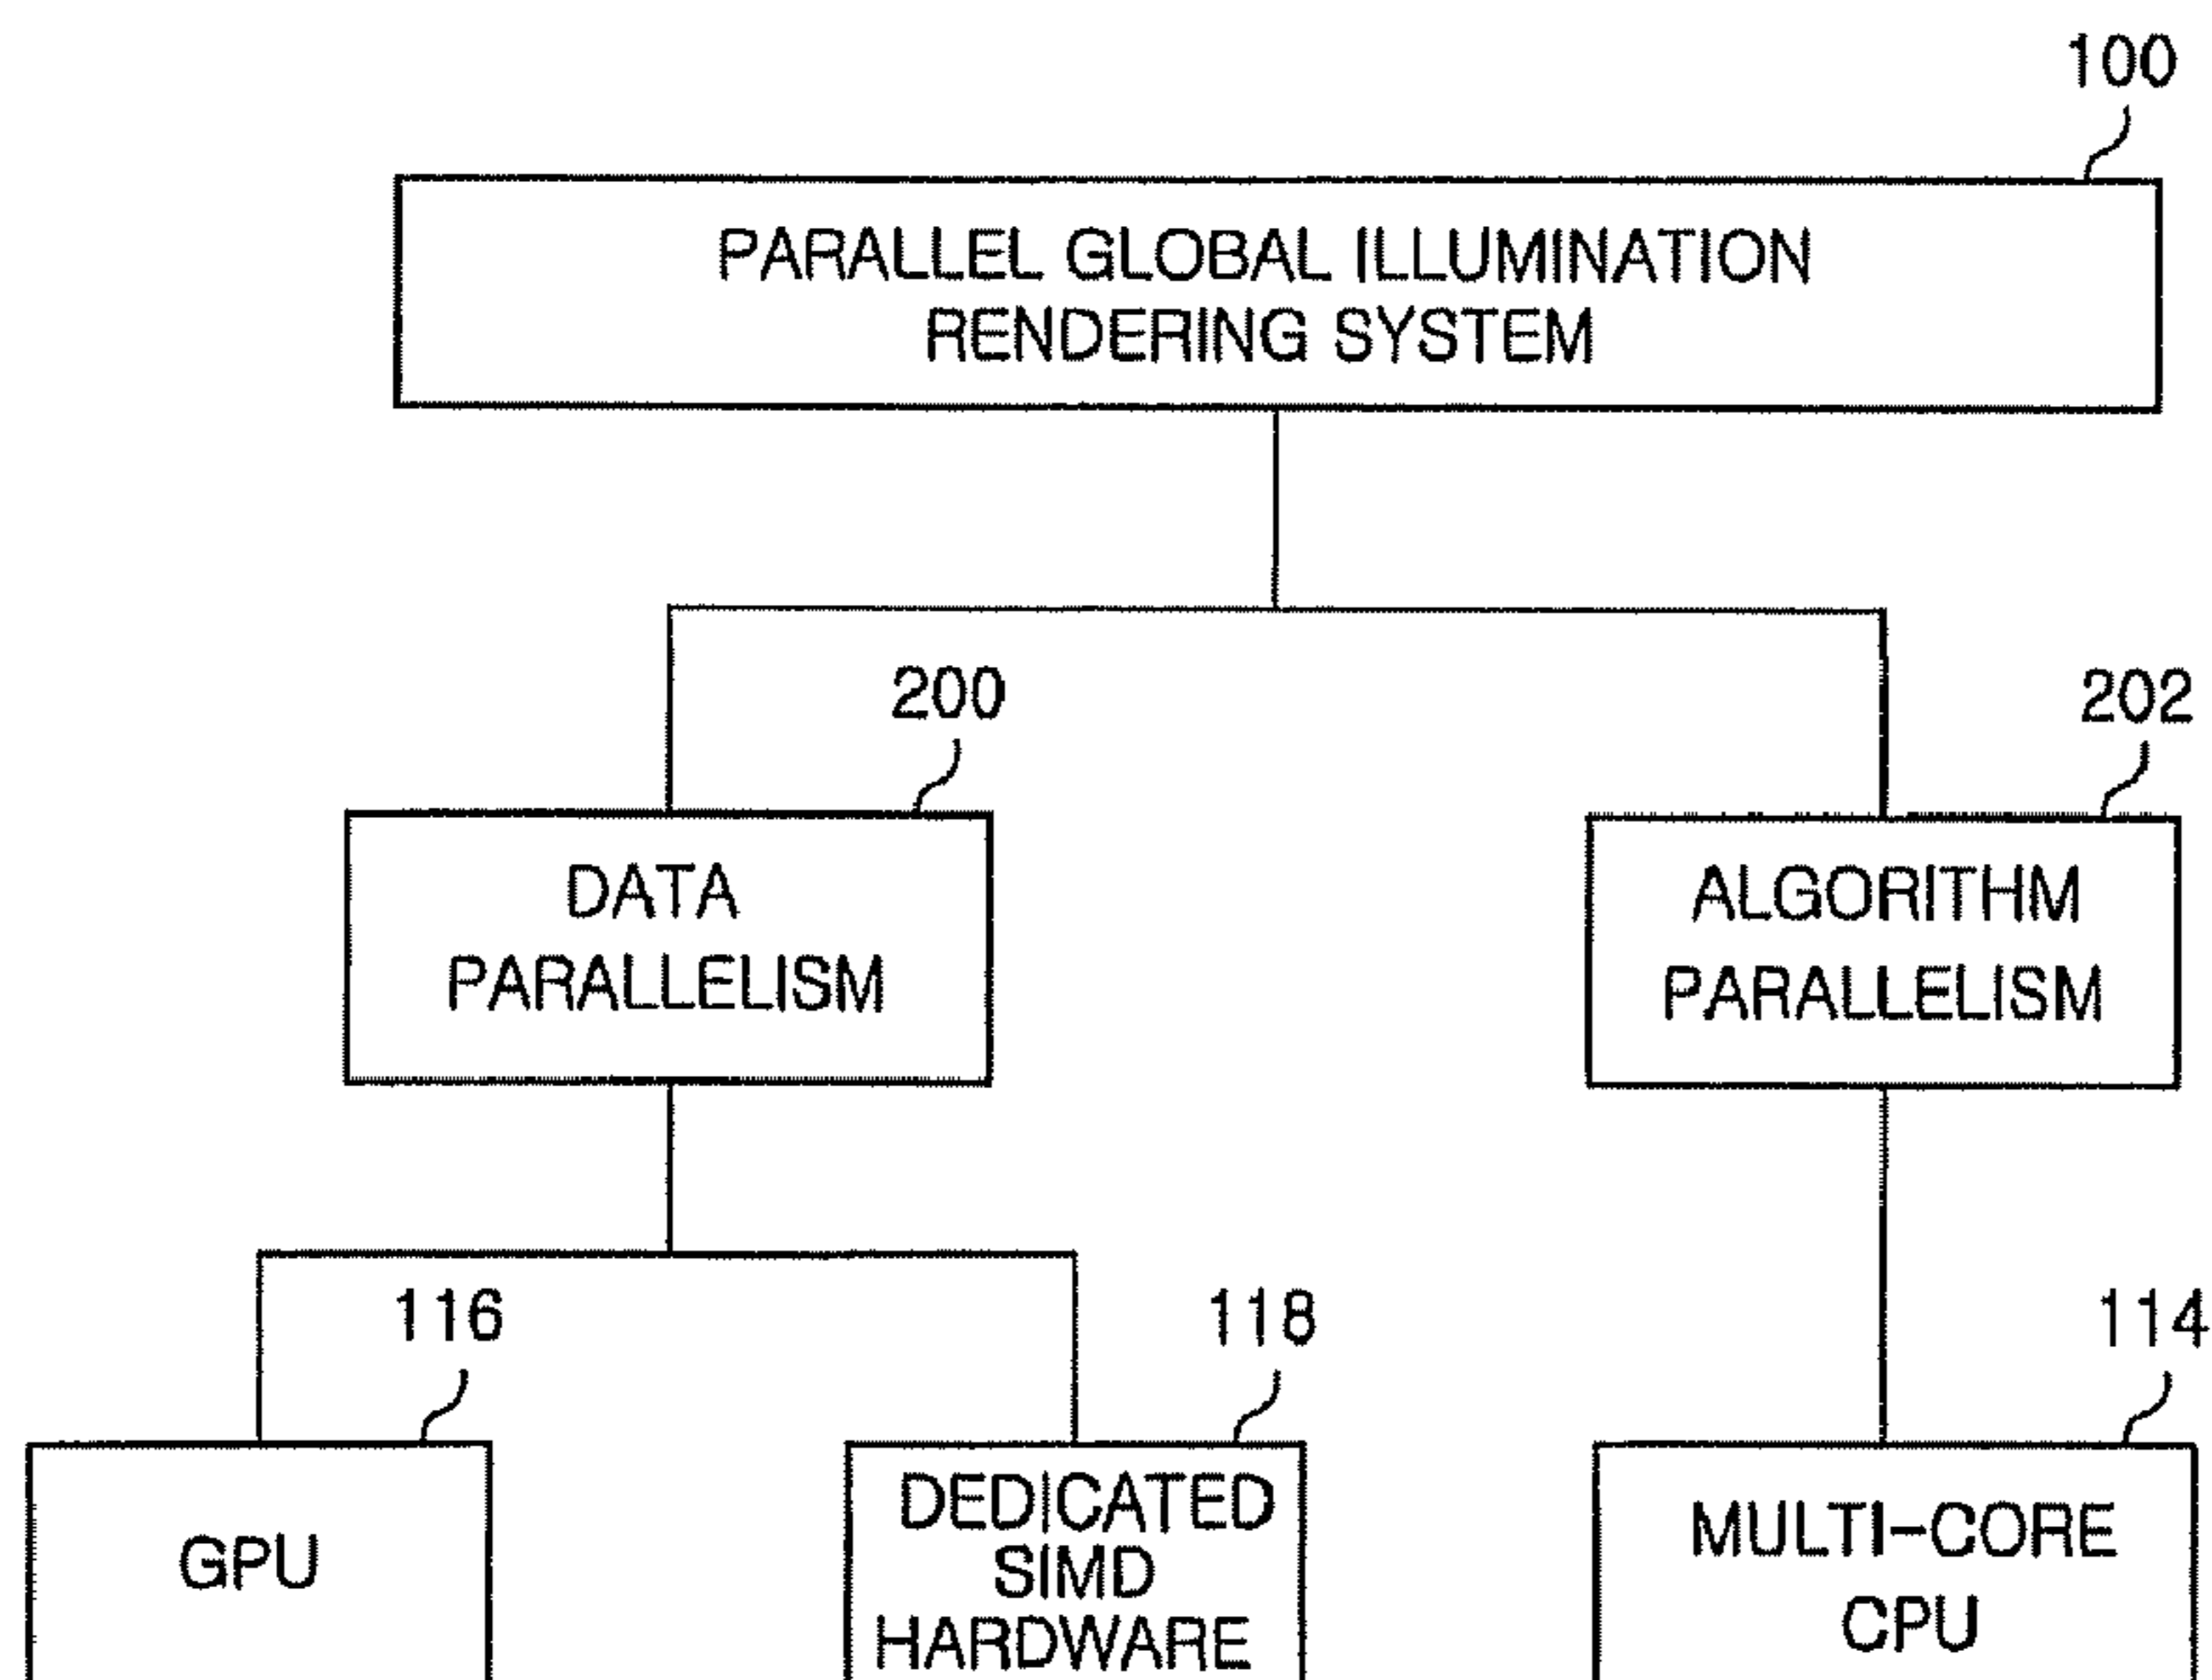 100
PARALLEL GLOBAL ILLUMINATION
RENDERING SYSTEM
200
202
DATA
PARALLELISM
ALGORITHM
PARALLELISM
116
118
114
GPU
DEDICATED
SIMD
HARDWARE
MULTI-CORE
CPU